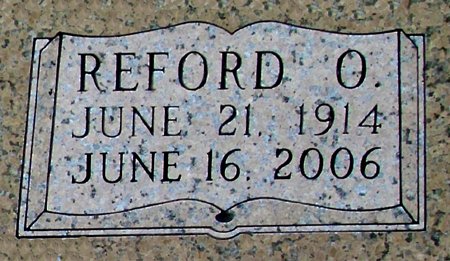 REFORD O.
JUNE 21, 1914
JUNE 16, 2006